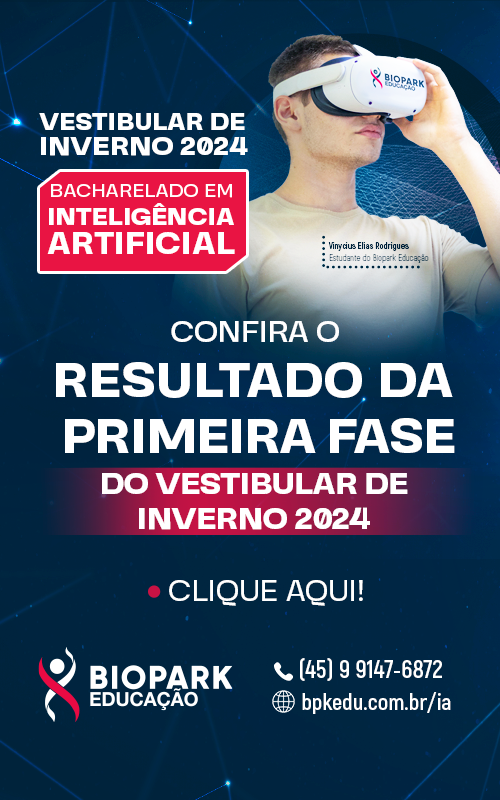 BIOPARK
EDUCAÇÃO
VESTIBULAR DE
INVERNO 2024
BACHARELADO EM
INTELIGÊNCIA
ARTIFICIAL
Vinycius Elias Rodrigues
Estudante do Biopark Educação
CONFIRA O
RESULTADO DA
PRIMEIRA FASE
DO VESTIBULAR DE
INVERNO 2024
CLIQUE AQUI!
BIOPARK
EDUCAÇÃO
(45) 9 9147-6872
bpkedu.com.br/ia